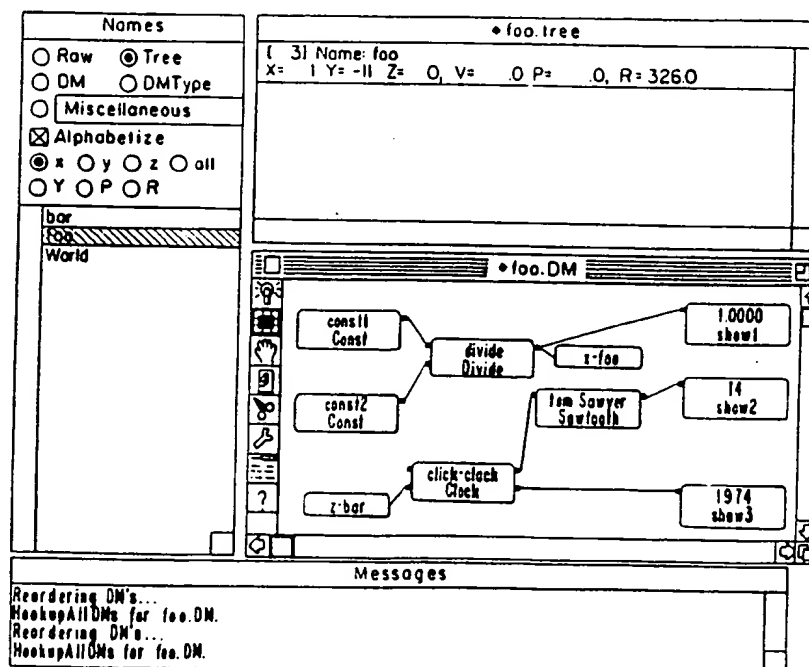 Names
Raw Tree
DM DMType
Miscellaneous
Alphabetize
x y z all
Y P R
bar
foo
World
foo.tree
[ 3] Name: foo
X= 1 Y= -11 Z= 0, V= .0 P= .0, R= 326.0
foo.DM
const1
Const
divide
Divide
x-foo
1.0000
show1
const2
Const
tom Sawyer
Sawtooth
14
show2
click-clack
Clock
z-bar
1974
show3
?
Messages
Reordering DM's...
HookupAllDMs for foo.DM.
Reordering DM's...
HookupAllDMs for foo.DM.